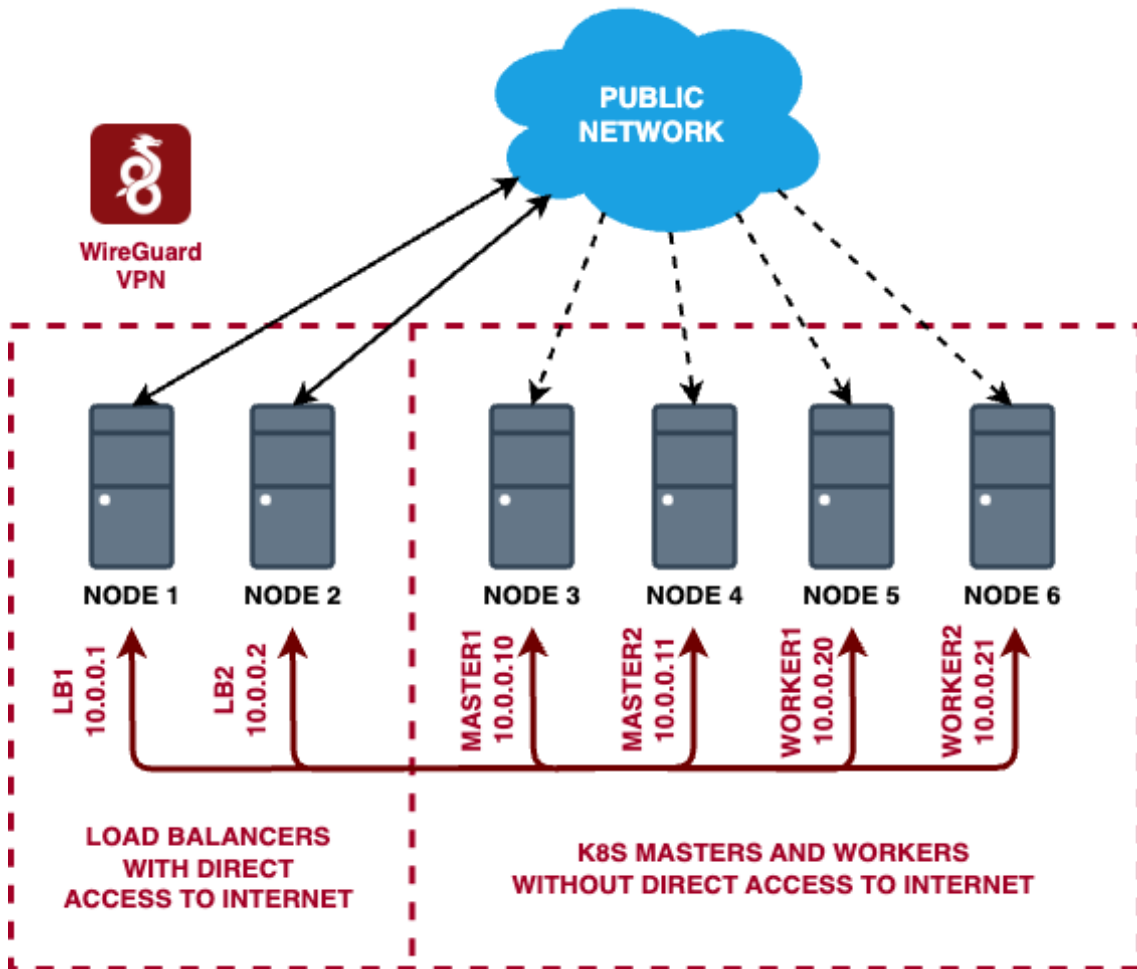 PUBLIC
NETWORK
WireGuard
VPN
NODE 1
NODE 2
NODE 3
NODE 4
NODE 5
NODE 6
LB1
10.0.0.1
LB2
10.0.0.2
MASTER1
10.0.0.10
MASTER2
10.0.0.11
WORKER1
10.0.0.20
WORKER2
10.0.0.21
LOAD BALANCERS
WITH DIRECT
ACCESS TO INTERNET
K8S MASTERS AND WORKERS
WITHOUT DIRECT ACCESS TO INTERNET